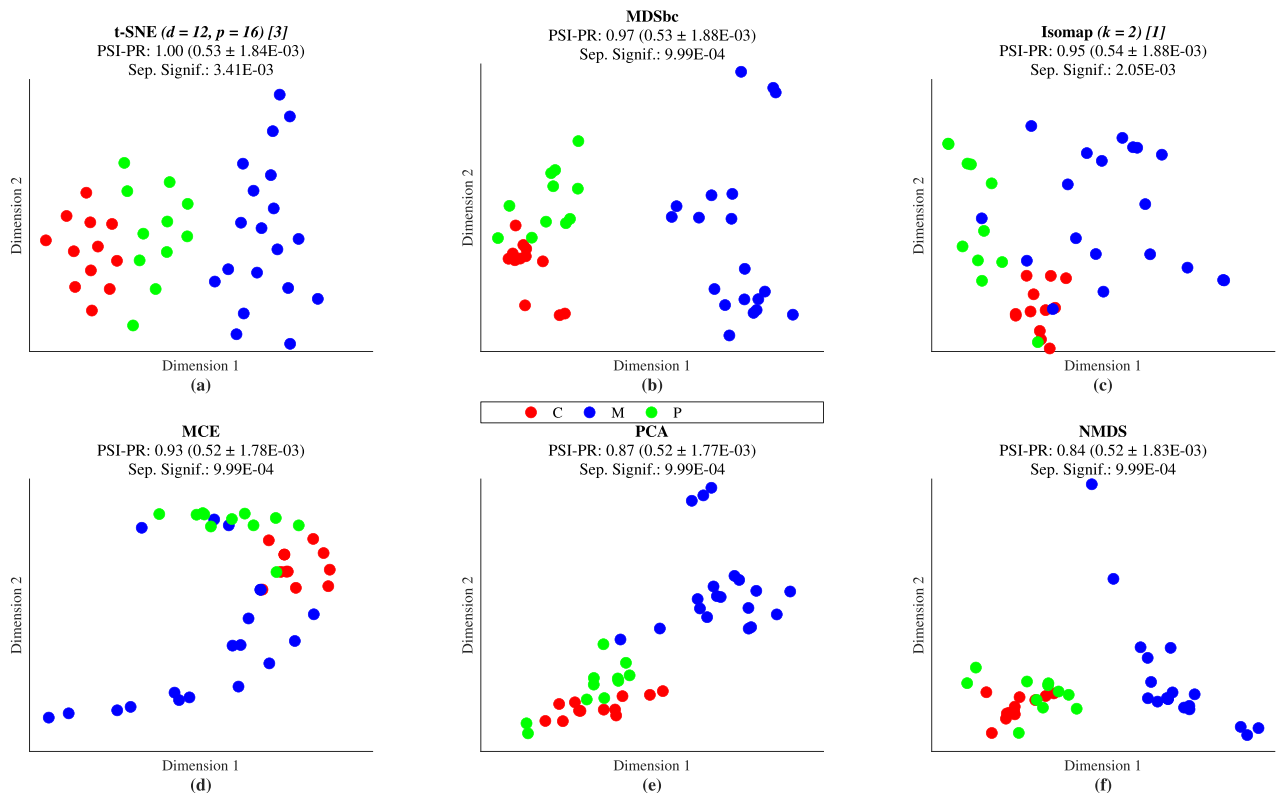 t-SNE (d = 12, p = 16) [3]
PSI-PR: 1.00 (0.53 ± 1.84E-03)
Sep. Signif.: 3.41E-03
Dimension 2
Dimension 1
(a)
MDSbc
PSI-PR: 0.97 (0.53 ± 1.88E-03)
Sep. Signif.: 9.99E-04
Dimension 2
Dimension 1
(b)
Isomap (k = 2) [1]
PSI-PR: 0.95 (0.54 ± 1.88E-03)
Sep. Signif.: 2.05E-03
Dimension 2
Dimension 1
(c)
C M P
MCE
PSI-PR: 0.93 (0.52 ± 1.78E-03)
Sep. Signif.: 9.99E-04
Dimension 2
Dimension 1
(d)
PCA
PSI-PR: 0.87 (0.52 ± 1.77E-03)
Sep. Signif.: 9.99E-04
Dimension 2
Dimension 1
(e)
NMDS
PSI-PR: 0.84 (0.52 ± 1.83E-03)
Sep. Signif.: 9.99E-04
Dimension 2
Dimension 1
(f)